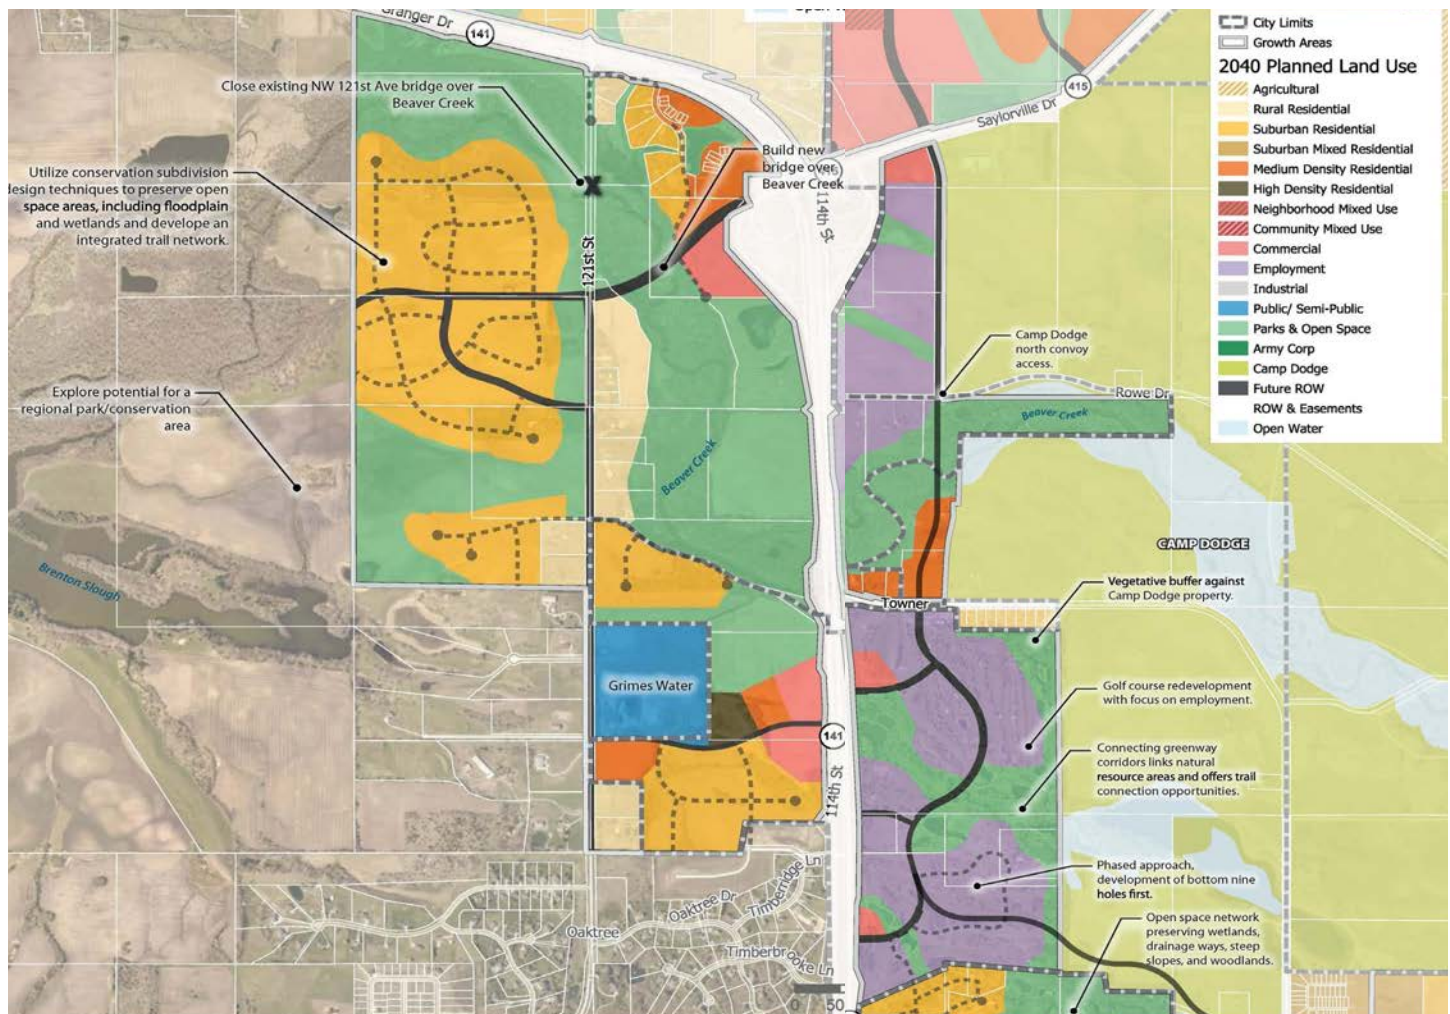 Granger Dr
141
Close existing NW 121st Ave bridge over
Beaver Creek
Utilize conservation subdivision
design techniques to preserve open
space areas, including floodplain
and wetlands and develope an
integrated trail network.
Build new
bridge over
Beaver Creek
X
121st St
114th St
415
Saylorville Dr
City Limits
Growth Areas
2040 Planned Land Use
Agricultural
Rural Residential
Suburban Residential
Suburban Mixed Residential
Medium Density Residential
High Density Residential
Neighborhood Mixed Use
Community Mixed Use
Commercial
Employment
Industrial
Public/ Semi-Public
Parks & Open Space
Army Corp
Camp Dodge
Future ROW
ROW & Easements
Open Water
Explore potential for a
regional park/conservation
area
Camp Dodge
north convoy
access.
Rowe Dr
Beaver Creek
Beaver Creek
Brenton Slough
CAMP DODGE
Towner
Vegetative buffer against
Camp Dodge property.
Grimes Water
Golf course redevelopment
with focus on employment.
141
114th St
Connecting greenway
corridors links natural
resource areas and offers trail
connection opportunities.
Phased approach,
development of bottom nine
holes first.
Oaktree Dr
Timberidge Ln
Oaktree
Timberbrooke Ln
Open space network
preserving wetlands,
drainage ways, steep
slopes, and woodlands.
0 50